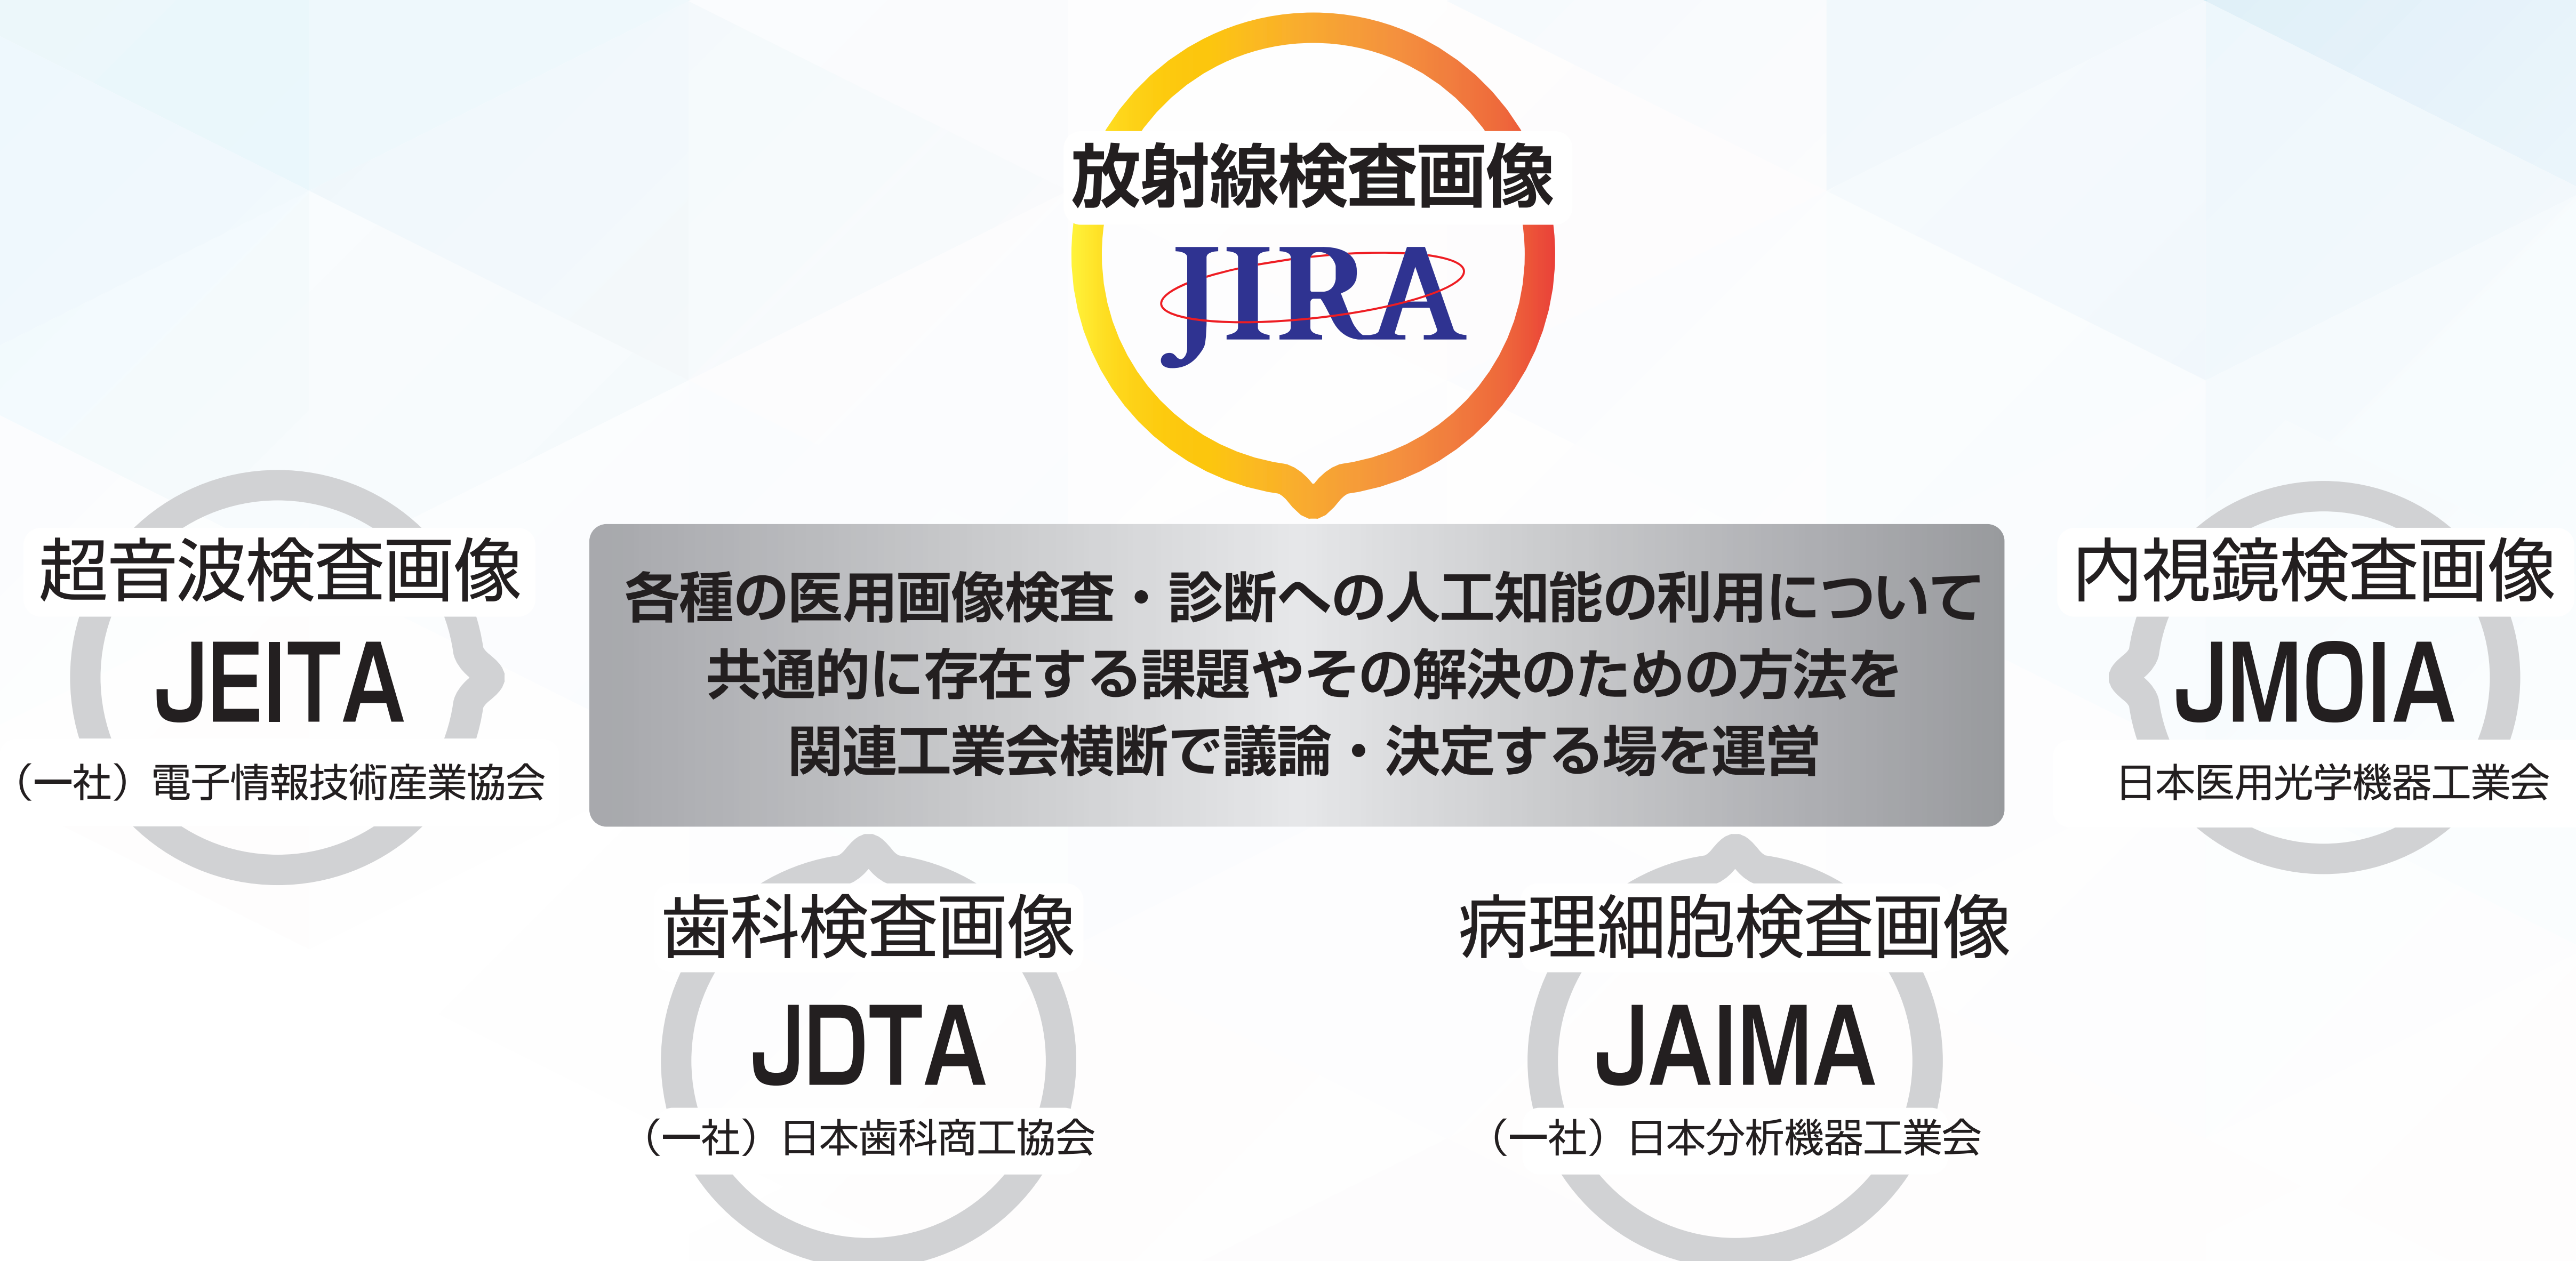 放射線検査画像
JIRA
超音波検査画像
JEITA
（一社）電子情報技術産業協会
各種の医用画像検査・診断への人工知能の利用について
共通的に存在する課題やその解決のための方法を
関連工業会横断で議論・決定する場を運営
内視鏡検査画像
JMOIA
日本医用光学機器工業会
歯科検査画像
JDTA
（一社）日本歯科商工協会
病理細胞検査画像
JAIMA
（一社）日本分析機器工業会